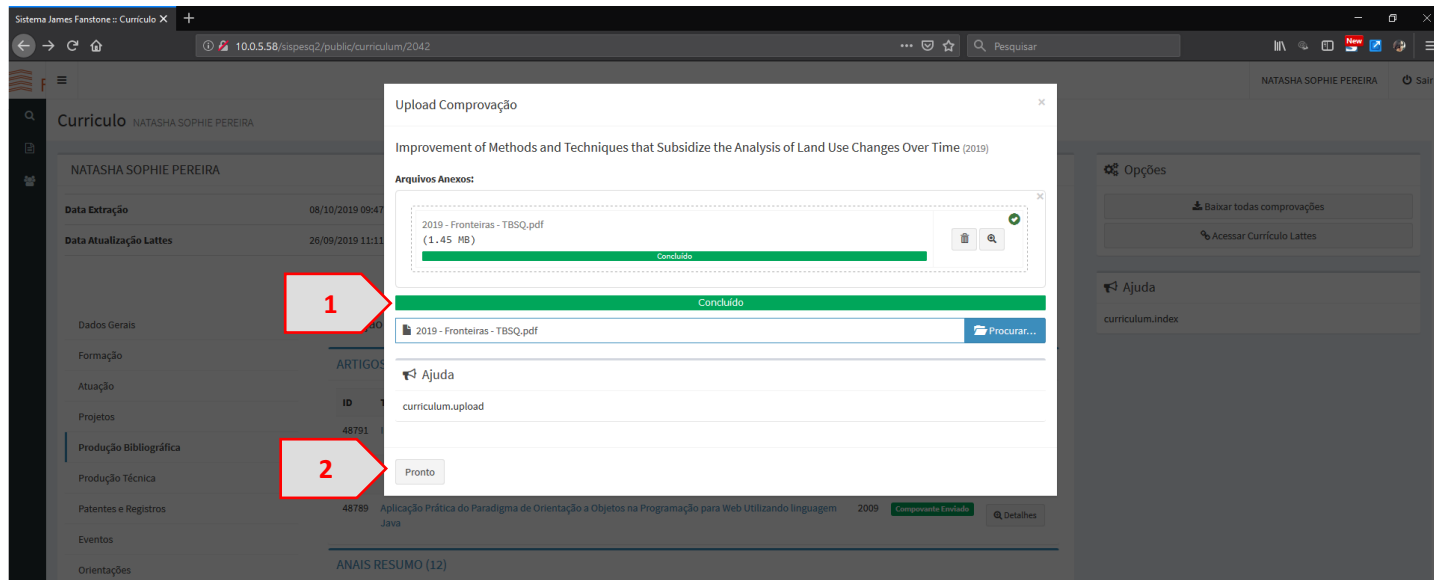 Sistema James Fanstone :: Currículo
10.0.5.58/sispesq2/public/curriculum/2042
Pesquisar
New
NATASHA SOPHIE PEREIRA
Sair
Curriculo NATASHA SOPHIE PEREIRA
Upload Comprovação
Improvement of Methods and Techniques that Subsidize the Analysis of Land Use Changes Over Time (2019)
Arquivos Anexos:
2019 - Fronteiras - TBSQ.pdf
(1.45 MB)
Concluído
Concluído
2019 - Fronteiras - TBSQ.pdf
Procurar...
Ajuda
curriculum.upload
Pronto
1
2
NATASHA SOPHIE PEREIRA
Data Extração 08/10/2019 09:47
Data Atualização Lattes 26/09/2019 11:11
Dados Gerais
Formação
Atuação
Projetos
Produção Bibliográfica
Produção Técnica
Patentes e Registros
Eventos
Orientações
ARTIGOS
ID
48791
48789 Aplicação Prática do Paradigma de Orientação a Objetos na Programação para Web Utilizando linguagem
Java
2009 Compovante Enviado Detalhes
ANAIS RESUMO (12)
Opções
Baixar todas comprovações
Acessar Currículo Lattes
Ajuda
curriculum.index